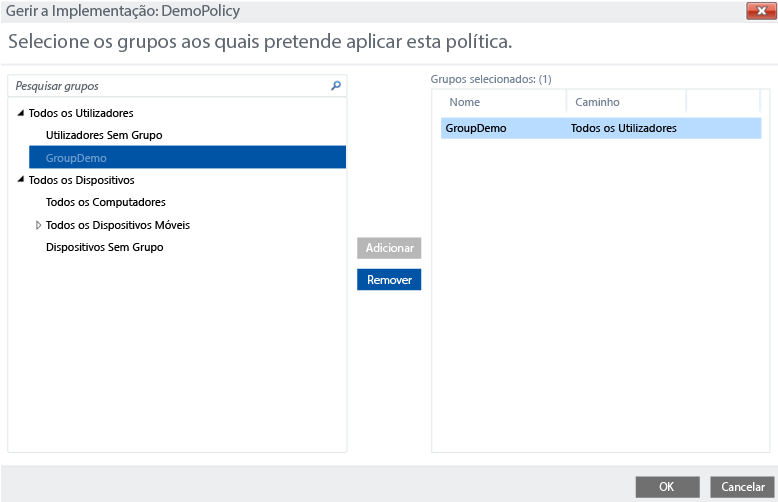 Gerir a Implementação: DemoPolicy
Selecione os grupos aos quais pretende aplicar esta política.
Pesquisar grupos
Todos os Utilizadores
Utilizadores Sem Grupo
GroupDemo
Todos os Dispositivos
Todos os Computadores
Todos os Dispositivos Móveis
Dispositivos Sem Grupo
Adicionar
Remover
Grupos selecionados: (1)
Nome Caminho
GroupDemo Todos os Utilizadores
OK Cancelar